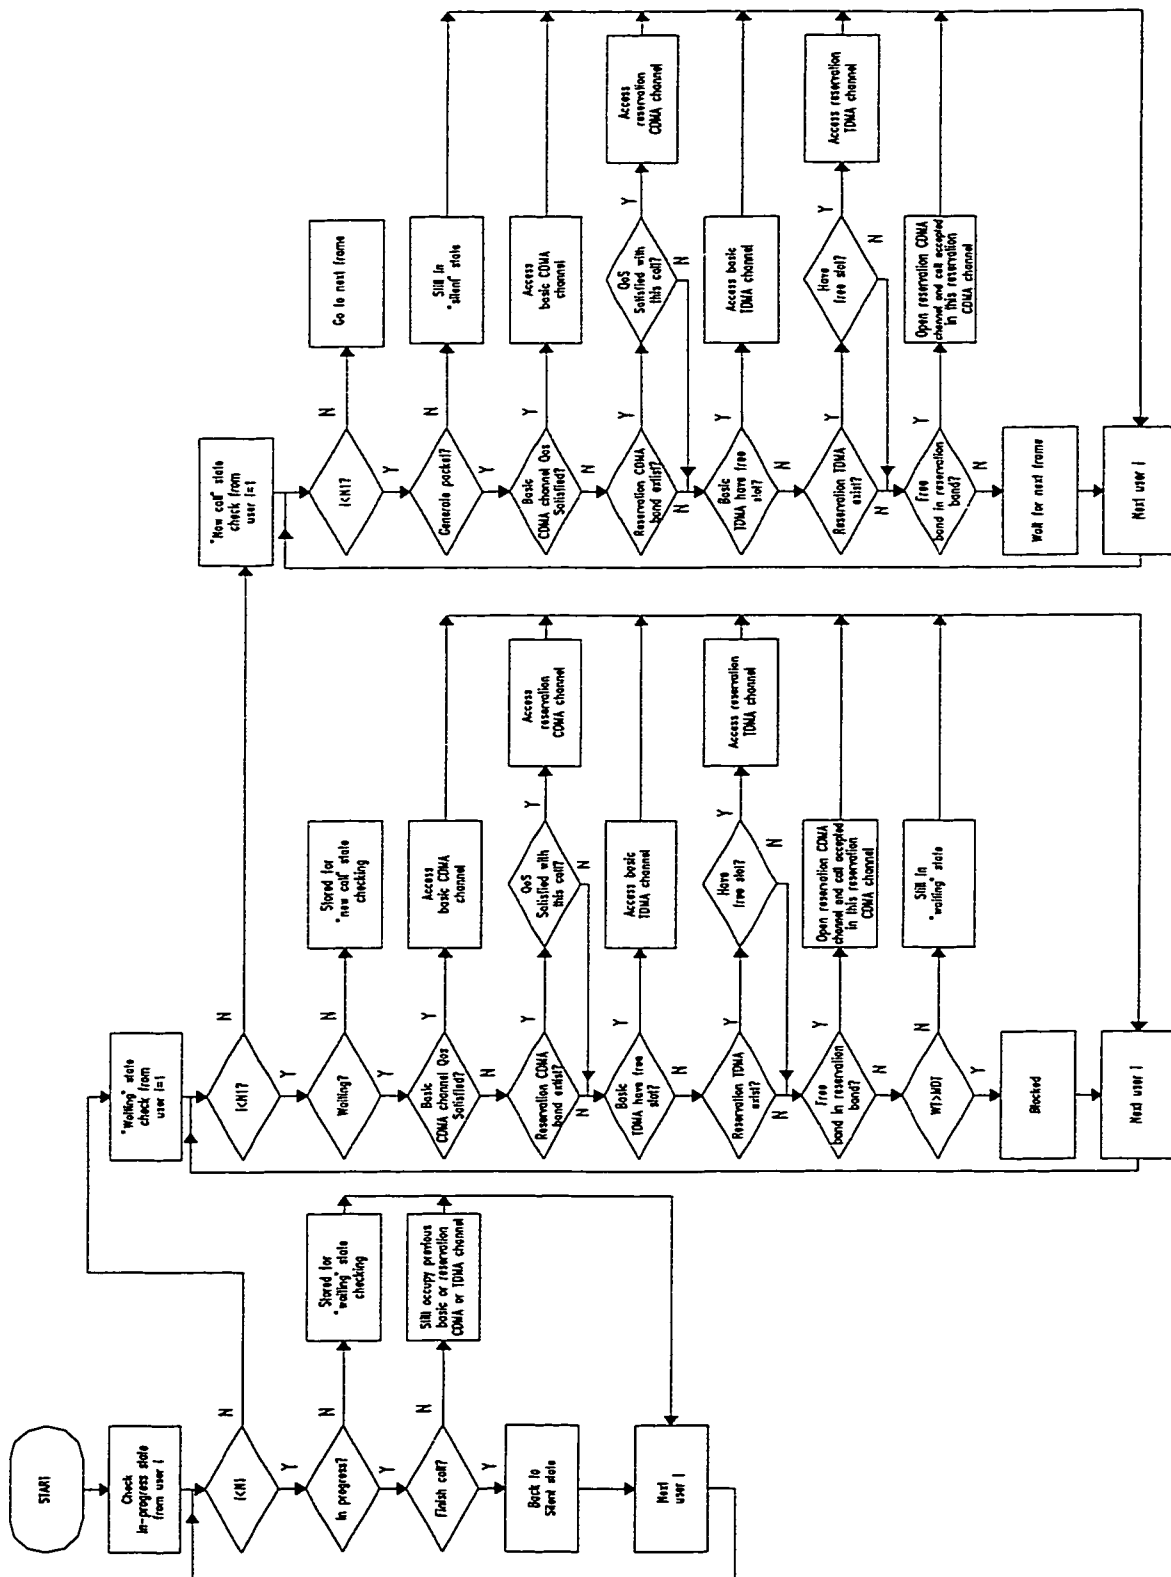 START
Check
in-progress state
from user i
i<N1
N
Y
In progress?
N
Stored for
"waiting" state
checking
Y
Finish call?
N
Still occupy previous
basic or reservation
CDMA or TDMA channel
Y
Back to
Silent state
Next
user i
"Waiting" state
check from
user i=1
i<N1?
N
Y
Waiting?
N
Stored for
"new call" state
checking
Y
Basic
CDMA channel Qos
Satisfied?
Y
Access
basic CDMA
channel
N
Reservation CDMA
band exist?
Y
QoS
Satisfied with
this call?
Y
Access
reservation
CDMA channel
N
N
Basic
TDMA have free
slot?
Y
Access basic
TDMA channel
N
Reservation TDMA
exist?
Y
Have
free slot?
Y
Access reservation
TDMA channel
N
N
Free
band in reservation
band?
Y
Open reservation CDMA
channel and call accepted
in this reservation
CDMA channel
N
WT>WDT
N
Still in
"waiting" state
Y
Blocked
Next user i
"New call" state
check from
user i=1
i<N1?
N
Go to next frame
Y
Generate packet?
N
Still in
"silent" state
Y
Basic
CDMA channel Qos
Satisfied?
Y
Access
basic CDMA
channel
N
Reservation CDMA
band exist?
Y
QoS
Satisfied with
this call?
Y
Access
reservation
CDMA channel
N
N
Basic
TDMA have free
slot?
Y
Access basic
TDMA channel
N
Reservation TDMA
exist?
Y
Have
free slot?
Y
Access reservation
TDMA channel
N
N
Free
band in reservation
band?
Y
Open reservation CDMA
channel and call accepted
in this reservation
CDMA channel
N
Wait for next frame
Next user i